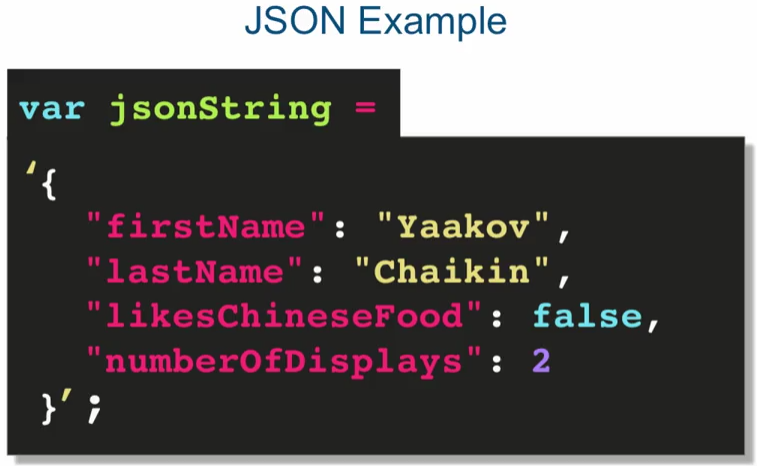 JSON Example
var jsonString =
‘{
"firstName": "Yaakov",
"lastName": "Chaikin",
"likesChineseFood": false,
"numberOfDisplays": 2
}’;